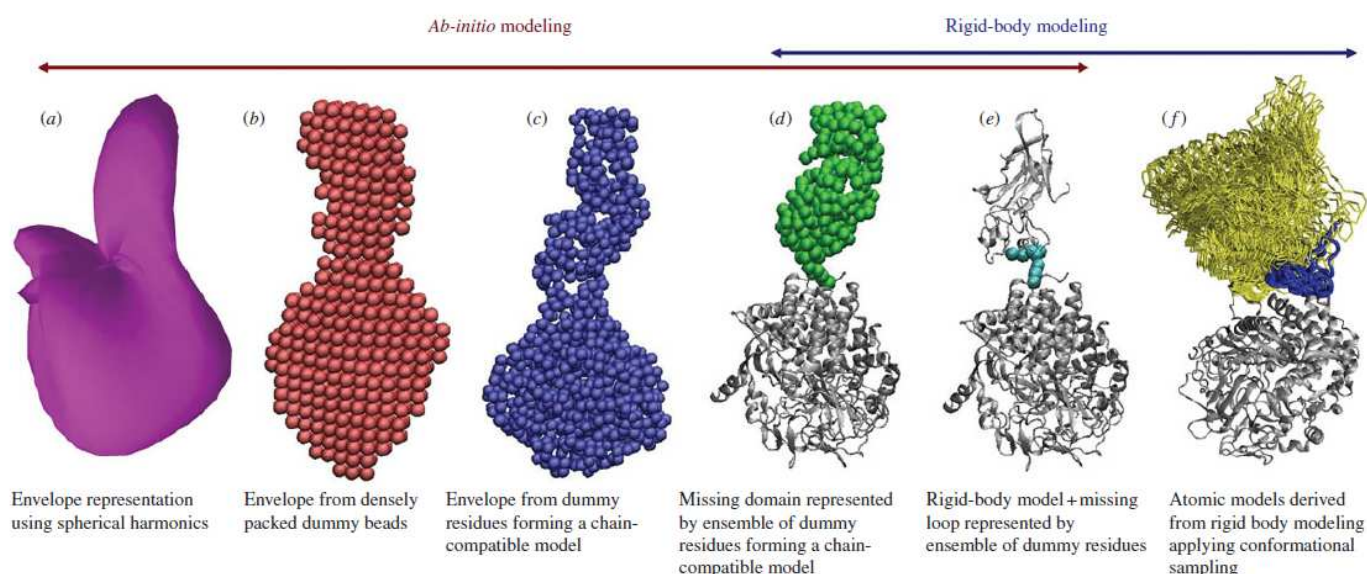 Ab-initio modeling
Rigid-body modeling
(a)
(b)
(c)
(d)
(e)
(f)
Envelope representation
using spherical harmonics
Envelope from densely
packed dummy beads
Envelope from dummy
residues forming a chain-
compatible model
Missing domain represented
by ensemble of dummy
residues forming a chain-
compatible model
Rigid-body model + missing
loop represented by
ensemble of dummy residues
Atomic models derived
from rigid body modeling
applying conformational
sampling